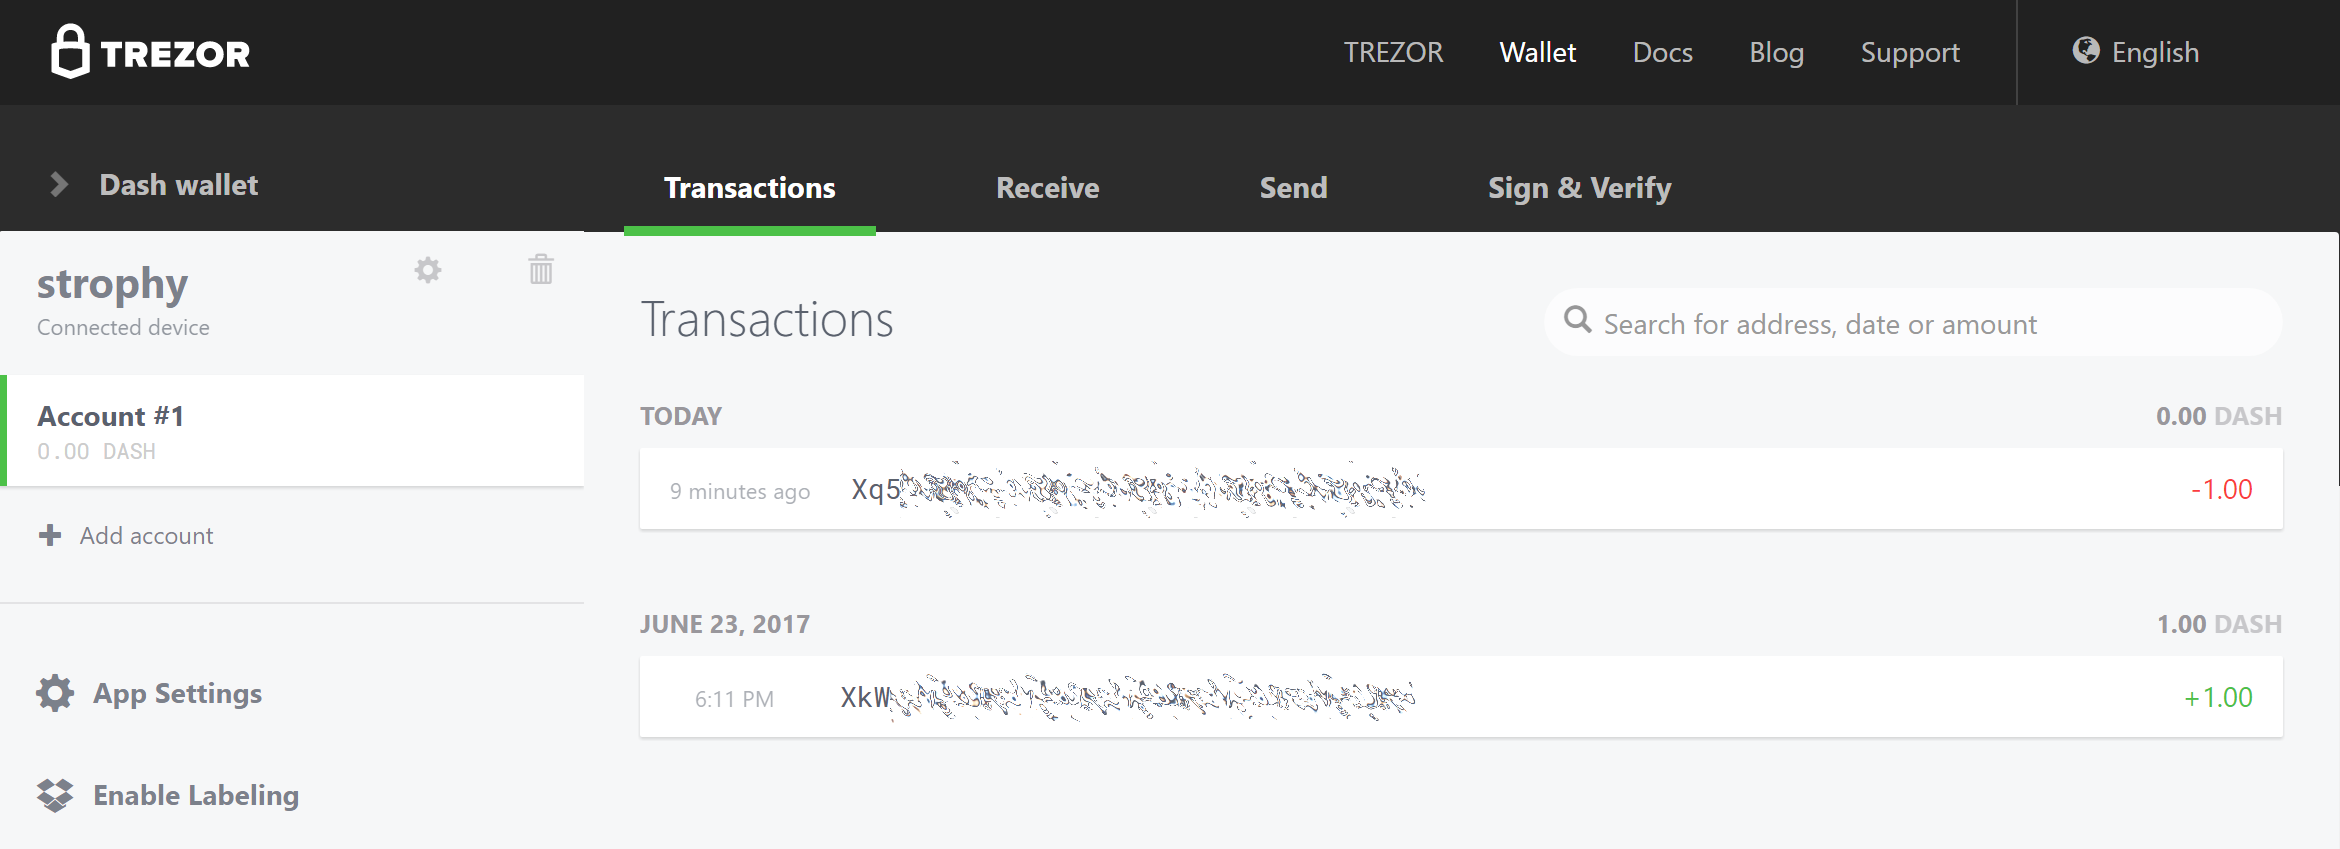 TREZOR
TREZOR Wallet Docs Blog Support English
Dash wallet
Transactions Receive Send Sign & Verify
strophy
Connected device
Account #1
0.00 DASH
Add account
App Settings
Enable Labeling
Transactions
Search for address, date or amount
TODAY 0.00 DASH
9 minutes ago Xq5 -1.00
JUNE 23, 2017 1.00 DASH
6:11 PM XkW +1.00